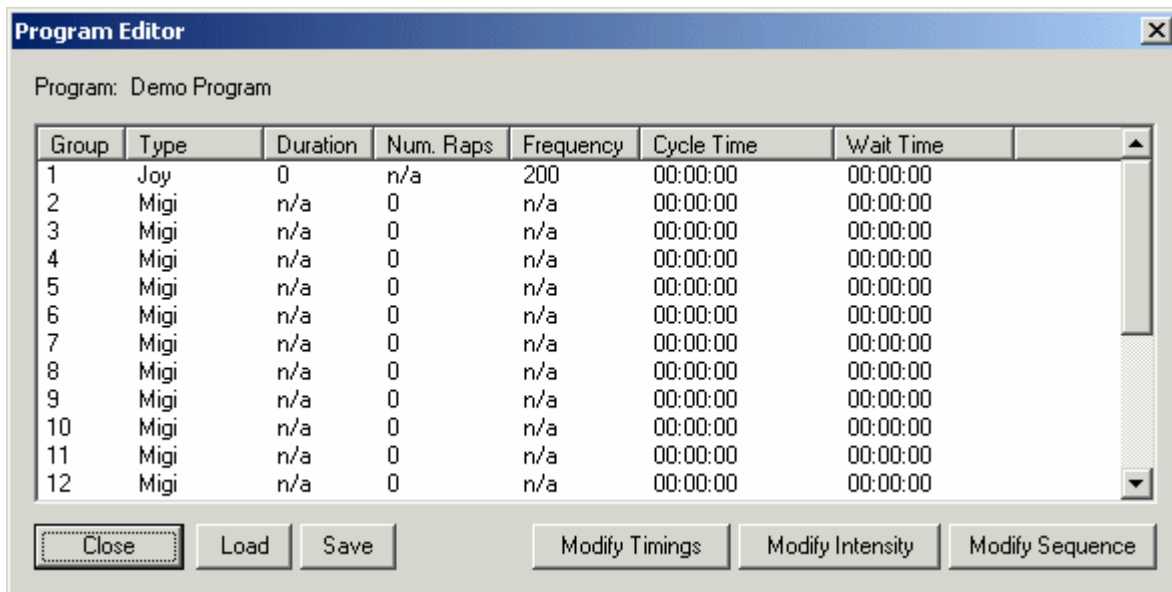 Program Editor
Program: Demo Program
Group Type Duration Num. Raps Frequency Cycle Time Wait Time
1 Joy 0 n/a 200 00:00:00 00:00:00
2 Migi n/a 0 n/a 00:00:00 00:00:00
3 Migi n/a 0 n/a 00:00:00 00:00:00
4 Migi n/a 0 n/a 00:00:00 00:00:00
5 Migi n/a 0 n/a 00:00:00 00:00:00
6 Migi n/a 0 n/a 00:00:00 00:00:00
7 Migi n/a 0 n/a 00:00:00 00:00:00
8 Migi n/a 0 n/a 00:00:00 00:00:00
9 Migi n/a 0 n/a 00:00:00 00:00:00
10 Migi n/a 0 n/a 00:00:00 00:00:00
11 Migi n/a 0 n/a 00:00:00 00:00:00
12 Migi n/a 0 n/a 00:00:00 00:00:00
Close Load Save Modify Timings Modify Intensity Modify Sequence